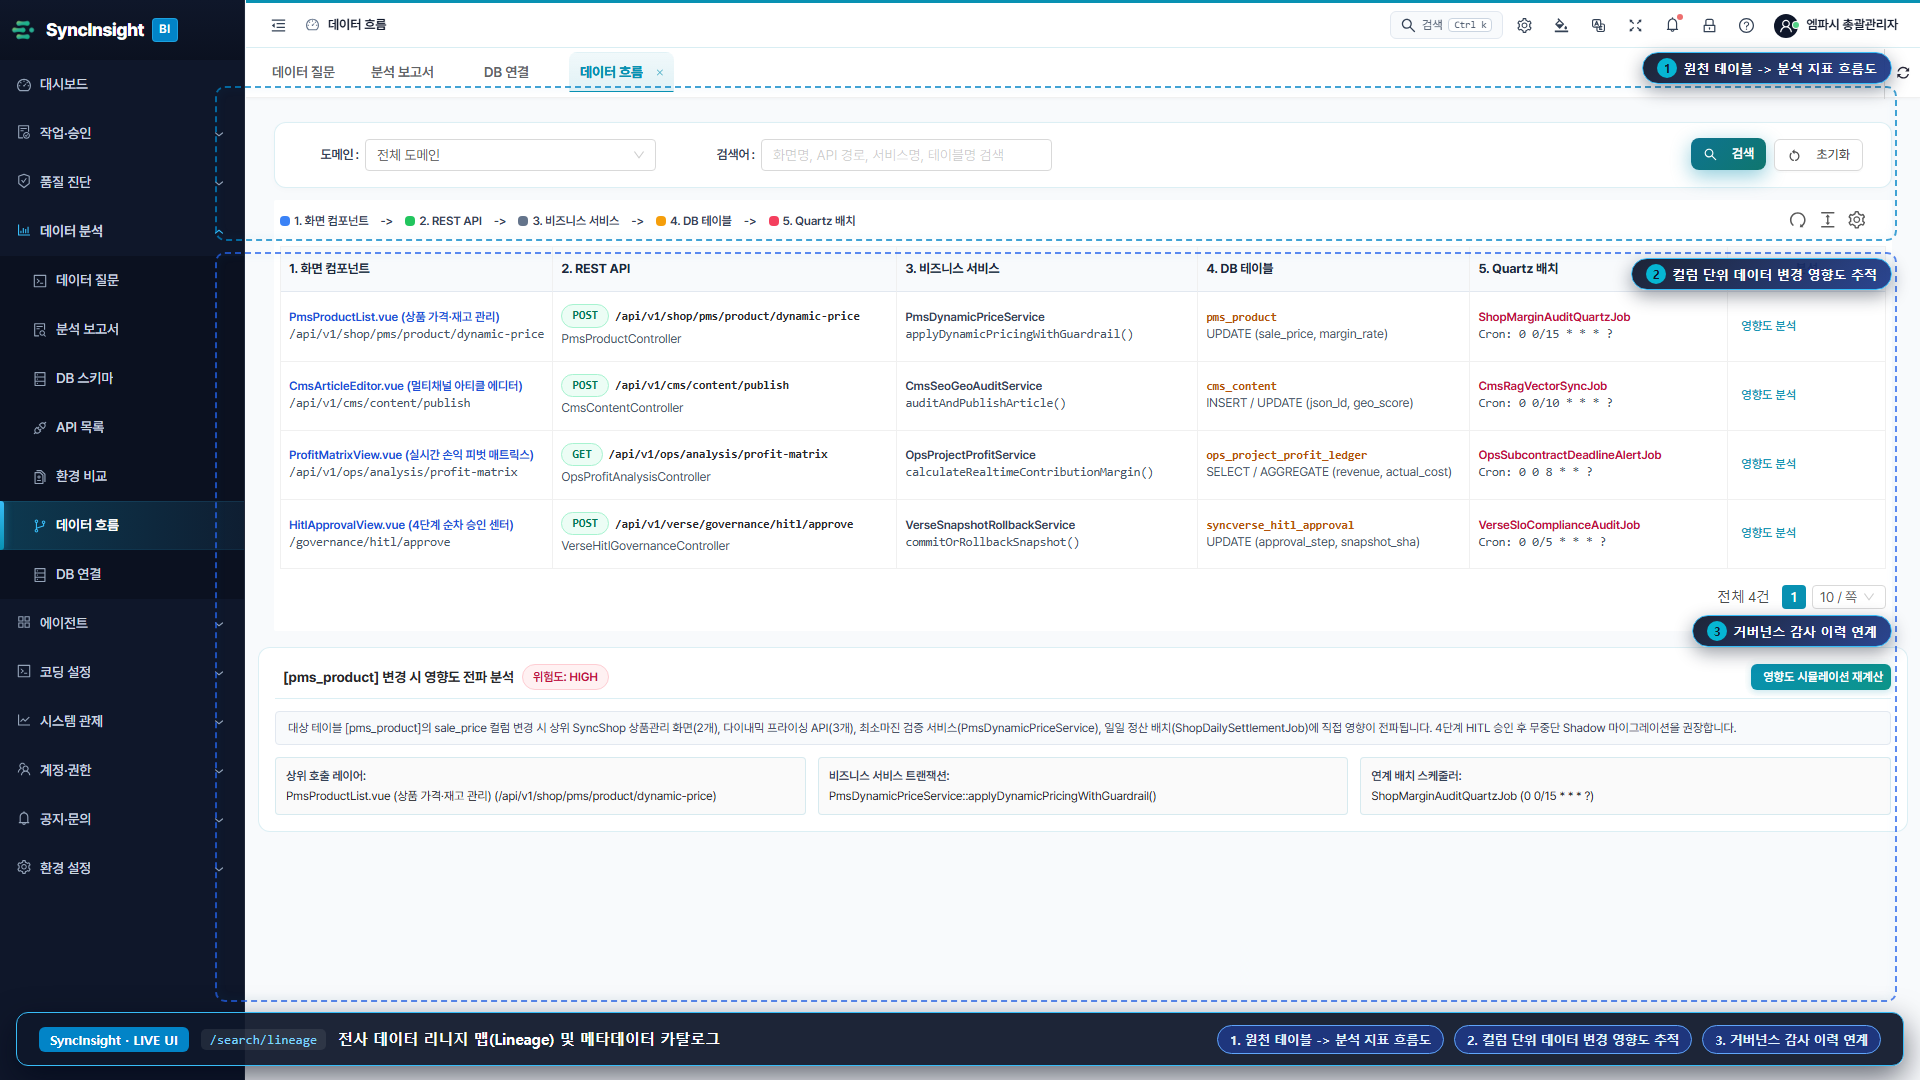 SyncInsight BI
대시보드
작업·승인
품질 진단
데이터 분석
데이터 질문
분석 보고서
DB 스키마
API 목록
환경 비교
데이터 흐름
DB 연결
에이전트
코딩 설정
시스템 관제
계정·권한
공지·문의
환경 설정
데이터 흐름
검색 Ctrl k
엠파시 총괄관리자
데이터 질문 분석 보고서 DB 연결 데이터 흐름 ×
1 원천 테이블 -> 분석 지표 흐름도
도메인: 전체 도메인 검색어: 화면명, API 경로, 서비스명, 테이블명 검색 검색 초기화
1. 화면 컴포넌트 -> 2. REST API -> 3. 비즈니스 서비스 -> 4. DB 테이블 -> 5. Quartz 배치
1. 화면 컴포넌트 2. REST API 3. 비즈니스 서비스 4. DB 테이블 5. Quartz 배치
2 컬럼 단위 데이터 변경 영향도 추적
PmsProductList.vue (상품 가격·재고 관리) POST /api/v1/shop/pms/product/dynamic-price PmsDynamicPriceService pms_product ShopMarginAuditQuartzJob 영향도 분석
/api/v1/shop/pms/product/dynamic-price PmsProductController applyDynamicPricingWithGuardrail() UPDATE (sale_price, margin_rate) Cron: 0 0/15 * * * ?
CmsArticleEditor.vue (멀티채널 아티클 에디터) POST /api/v1/cms/content/publish CmsSeoGeoAuditService cms_content CmsRagVectorSyncJob 영향도 분석
/api/v1/cms/content/publish CmsContentController auditAndPublishArticle() INSERT / UPDATE (json_ld, geo_score) Cron: 0 0/10 * * * ?
ProfitMatrixView.vue (실시간 손익 피벗 매트릭스) GET /api/v1/ops/analysis/profit-matrix OpsProjectProfitService ops_project_profit_ledger OpsSubcontractDeadlineAlertJob 영향도 분석
/api/v1/ops/analysis/profit-matrix OpsProfitAnalysisController calculateRealtimeContributionMargin() SELECT / AGGREGATE (revenue, actual_cost) Cron: 0 0 8 * * ?
HitlApprovalView.vue (4단계 순차 승인 센터) POST /api/v1/verse/governance/hitl/approve VerseSnapshotRollbackService syncverse_hitl_approval VerseSloComplianceAuditJob 영향도 분석
/governance/hitl/approve VerseHitlGovernanceController commitOrRollbackSnapshot() UPDATE (approval_step, snapshot_sha) Cron: 0 0/5 * * * ?
전체 4건 1 10 / 쪽
3 거버넌스 감사 이력 연계
[pms_product] 변경 시 영향도 전파 분석 위험도: HIGH 영향도 시뮬레이션 재계산
대상 테이블 [pms_product]의 sale_price 컬럼 변경 시 상위 SyncShop 상품관리 화면(2개), 다이내믹 프라이싱 API(3개), 최소마진 검증 서비스(PmsDynamicPriceService), 일일 정산 배치(ShopDailySettlementJob)에 직접 영향이 전파됩니다. 4단계 HITL 승인 후 무중단 Shadow 마이그레이션을 권장합니다.
상위 호출 레이어: 비즈니스 서비스 트랜잭션: 연계 배치 스케줄러:
PmsProductList.vue (상품 가격·재고 관리) (/api/v1/shop/pms/product/dynamic-price) PmsDynamicPriceService::applyDynamicPricingWithGuardrail() ShopMarginAuditQuartzJob (0 0/15 * * * ?)
SyncInsight · LIVE UI /search/lineage 전사 데이터 리니지 맵(Lineage) 및 메타데이터 카탈로그 1. 원천 테이블 -> 분석 지표 흐름도 2. 컬럼 단위 데이터 변경 영향도 추적 3. 거버넌스 감사 이력 연계